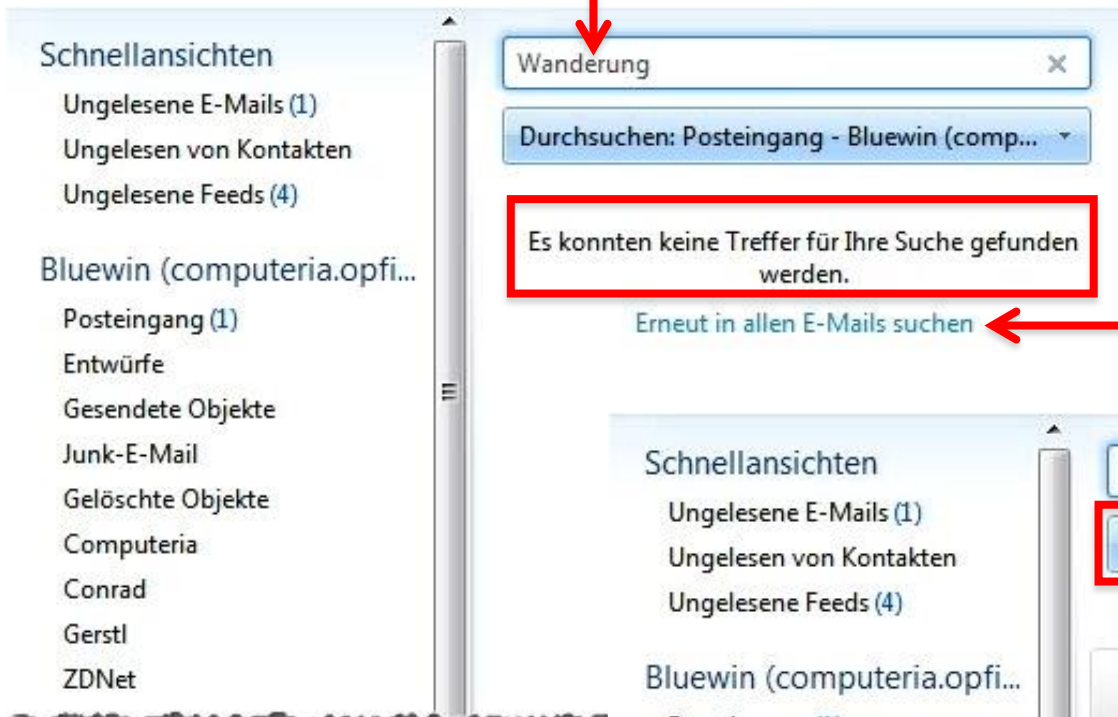 Schnellansichten
Ungelesene E-Mails (1)
Ungelesen von Kontakten
Ungelesene Feeds (4)
Bluewin (computeria.opfi...
Posteingang (1)
Entwürfe
Gesendete Objekte
Junk-E-Mail
Gelöschte Objekte
Computeria
Conrad
Gerstl
ZDNet
Wanderung
Durchsuchen: Posteingang - Bluewin (comp...
Es konnten keine Treffer für Ihre Suche gefunden
werden.
Erneut in allen E-Mails suchen
Schnellansichten
Ungelesene E-Mails (1)
Ungelesen von Kontakten
Ungelesene Feeds (4)
Bluewin (computeria.opfi...